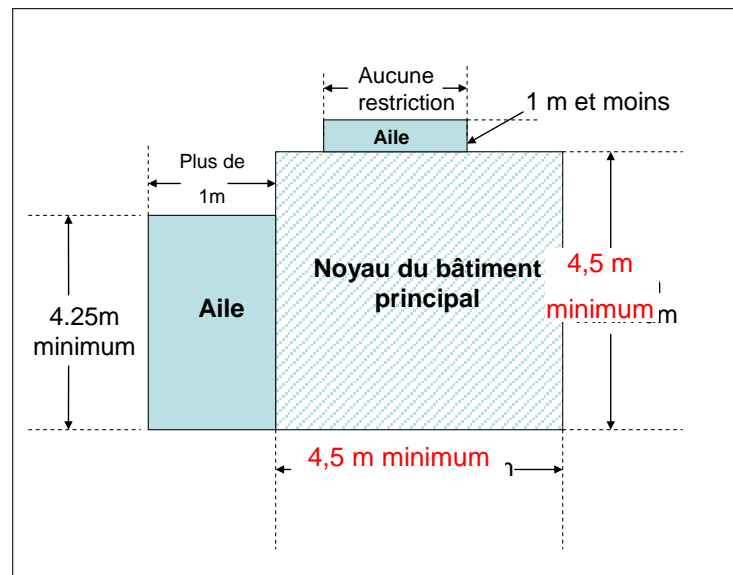 Aucune
restriction
1 m et moins
Aile
Plus de
1m
Noyau du bâtiment
principal
4,5 m
minimum
Aile
4.25m
minimum
4,5 m minimum